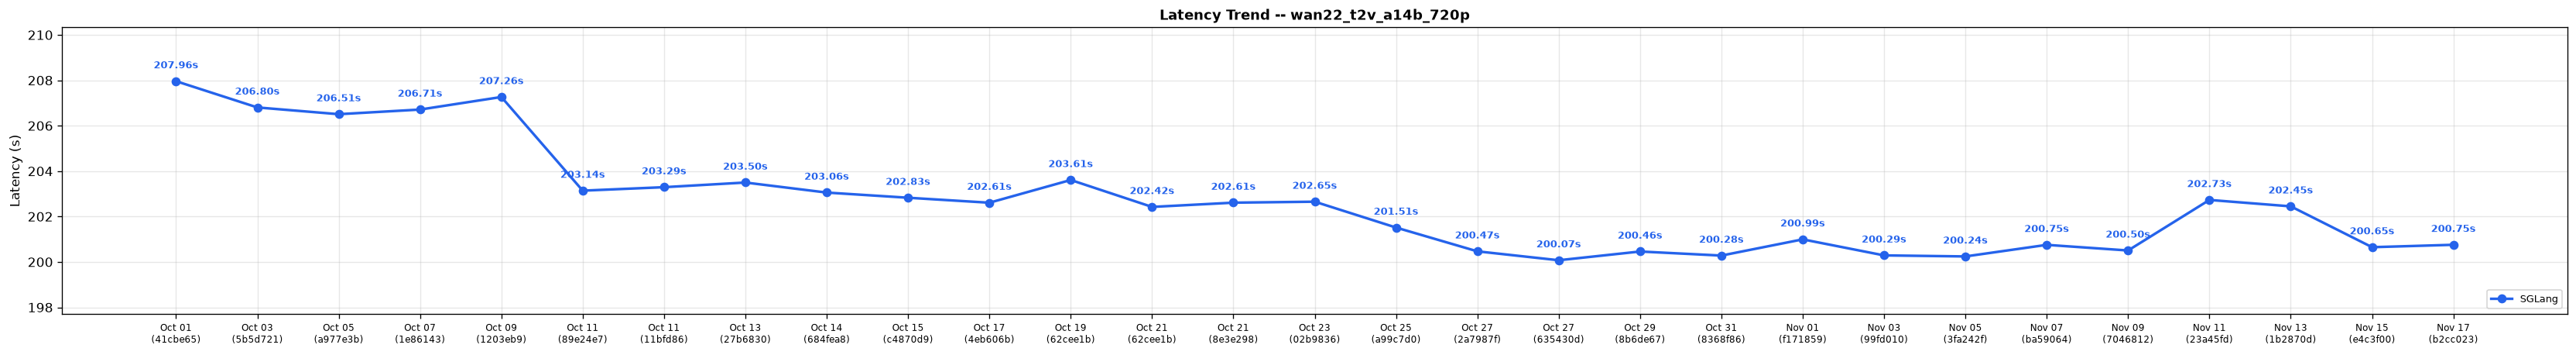 Latency Trend -- wan22_t2v_a14b_720p
Latency (s)
210
208
206
204
202
200
198
207.96s
206.80s
206.51s
206.71s
207.26s
203.14s
203.29s
203.50s
203.06s
202.83s
202.61s
203.61s
202.42s
202.61s
202.65s
201.51s
200.47s
200.07s
200.46s
200.28s
200.99s
200.29s
200.24s
200.75s
200.50s
202.73s
202.45s
200.65s
200.75s
SGLang
Oct 01
(41cbe65)
Oct 03
(5b5d721)
Oct 05
(a977e3b)
Oct 07
(1e86143)
Oct 09
(1203eb9)
Oct 11
(89e24e7)
Oct 11
(11bfd86)
Oct 13
(27b6830)
Oct 14
(684fea8)
Oct 15
(c4870d9)
Oct 17
(4eb606b)
Oct 19
(62cee1b)
Oct 21
(62cee1b)
Oct 21
(8e3e298)
Oct 23
(02b9836)
Oct 25
(a99c7d0)
Oct 27
(2a7987f)
Oct 27
(635430d)
Oct 29
(8b6de67)
Oct 31
(8368f86)
Nov 01
(f171859)
Nov 03
(99fd010)
Nov 05
(3fa242f)
Nov 07
(ba59064)
Nov 09
(7046812)
Nov 11
(23a45fd)
Nov 13
(1b2870d)
Nov 15
(e4c3f00)
Nov 17
(b2cc023)